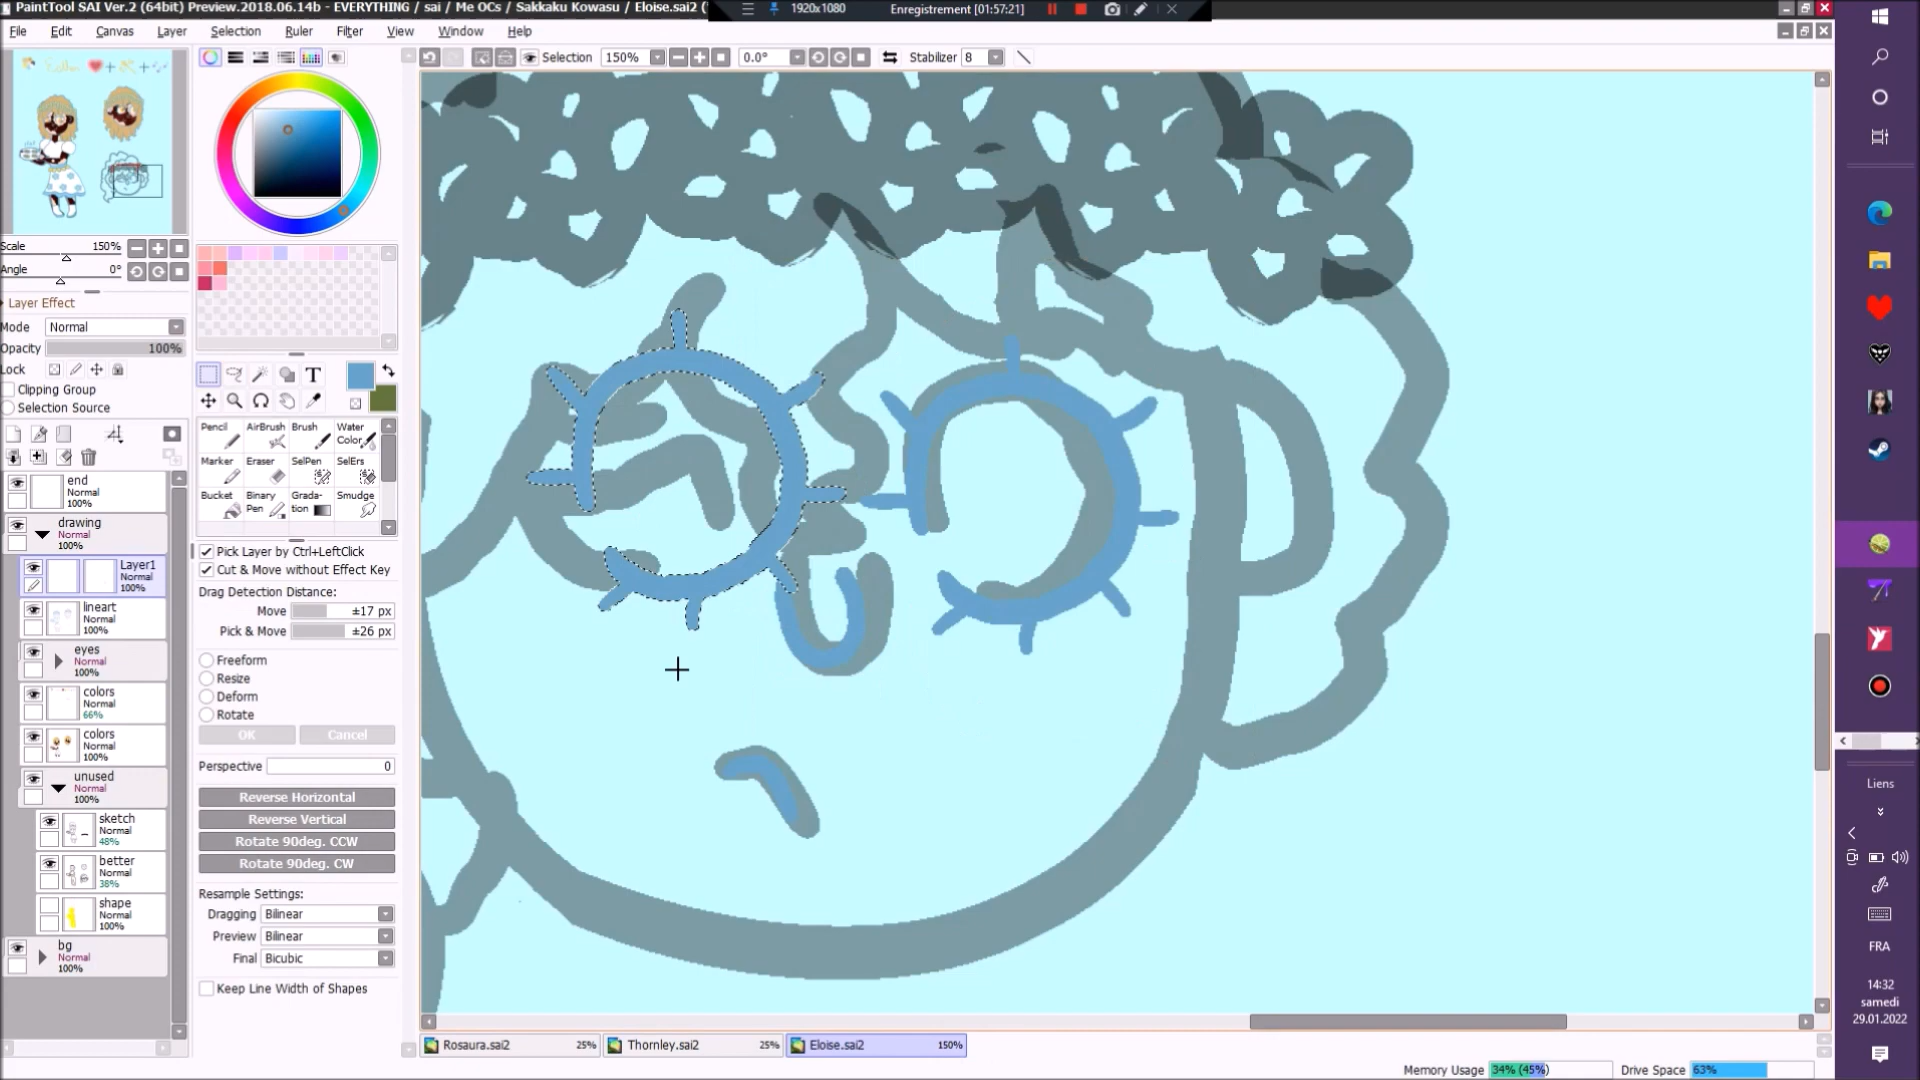 PaintTool SAI Ver.2 (64bit) Preview.2018.06.14b - EVERYTHING / sai / Me OCs / Sakkaku Kowasu / Eloise.sai2 (
1920x1080
Enregistrement [01:57:21]
File Edit Canvas Layer Selection Ruler Filter View Window Help
Selection 150% 0.0° Stabilizer 8
Scale 150%
Angle 0°
Layer Effect
Mode Normal
Opacity 100%
Lock
Clipping Group
Selection Source
end
Normal
100%
drawing
Normal
100%
Layer1
Normal
100%
lineart
Normal
100%
eyes
Normal
100%
colors
Normal
66%
colors
Normal
100%
unused
Normal
100%
sketch
Normal
48%
better
Normal
38%
shape
Normal
100%
bg
Normal
100%
T
Pencil AirBrush Brush Water Color
Marker Eraser SelPen SelErs
Bucket Binary Pen Grada-tion Smudge
Pick Layer by Ctrl+LeftClick
Cut & Move without Effect Key
Drag Detection Distance:
Move ±17 px
Pick & Move ±26 px
Freeform
Resize
Deform
Rotate
OK Cancel
Perspective 0
Reverse Horizontal
Reverse Vertical
Rotate 90deg. CCW
Rotate 90deg. CW
Resample Settings:
Dragging Bilinear
Preview Bilinear
Final Bicubic
Keep Line Width of Shapes
Rosaura.sai2 25%
Thornley.sai2 25%
Eloise.sai2 150%
Memory Usage 34% (45%) Drive Space 63%
Liens
FRA
14:32
samedi
29.01.2022